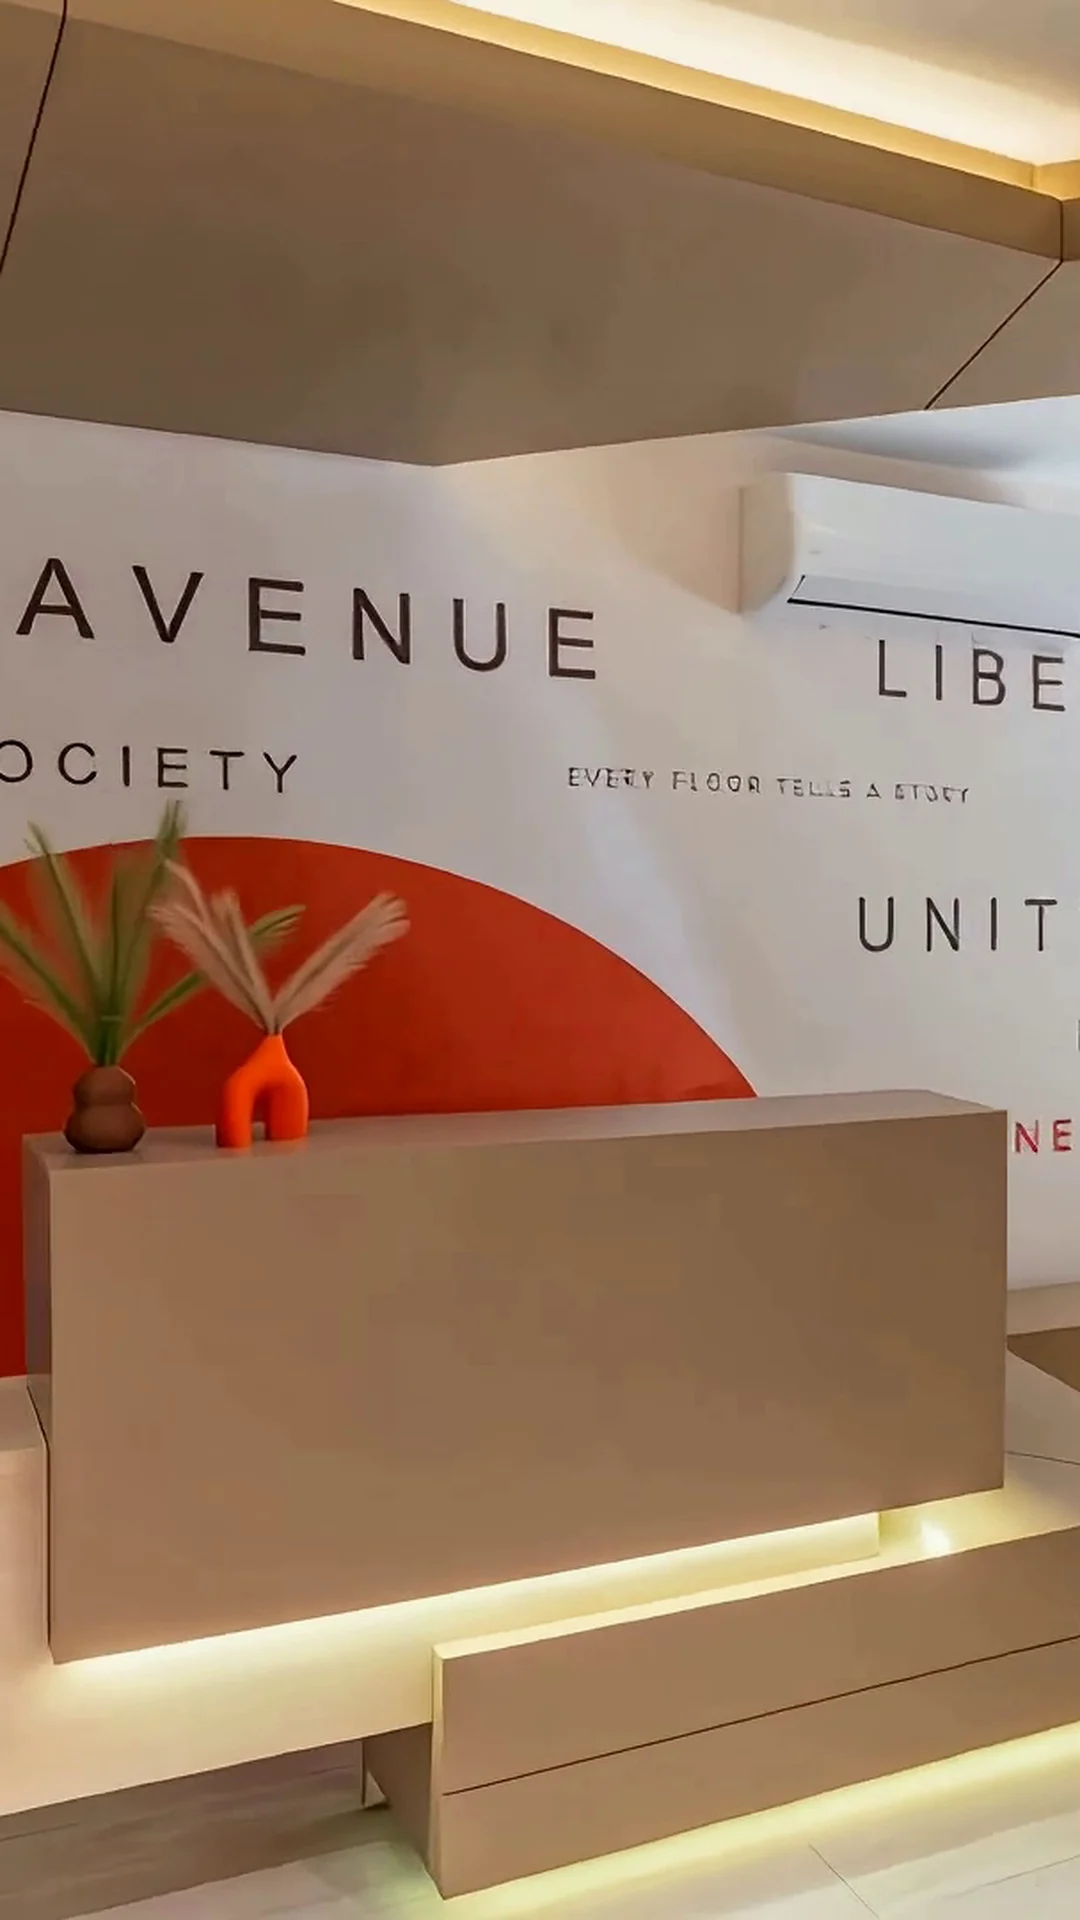 AVENUE
LIBE
OCIETY
EVERY FLOOR TELLS A STORY
UNIT
NE